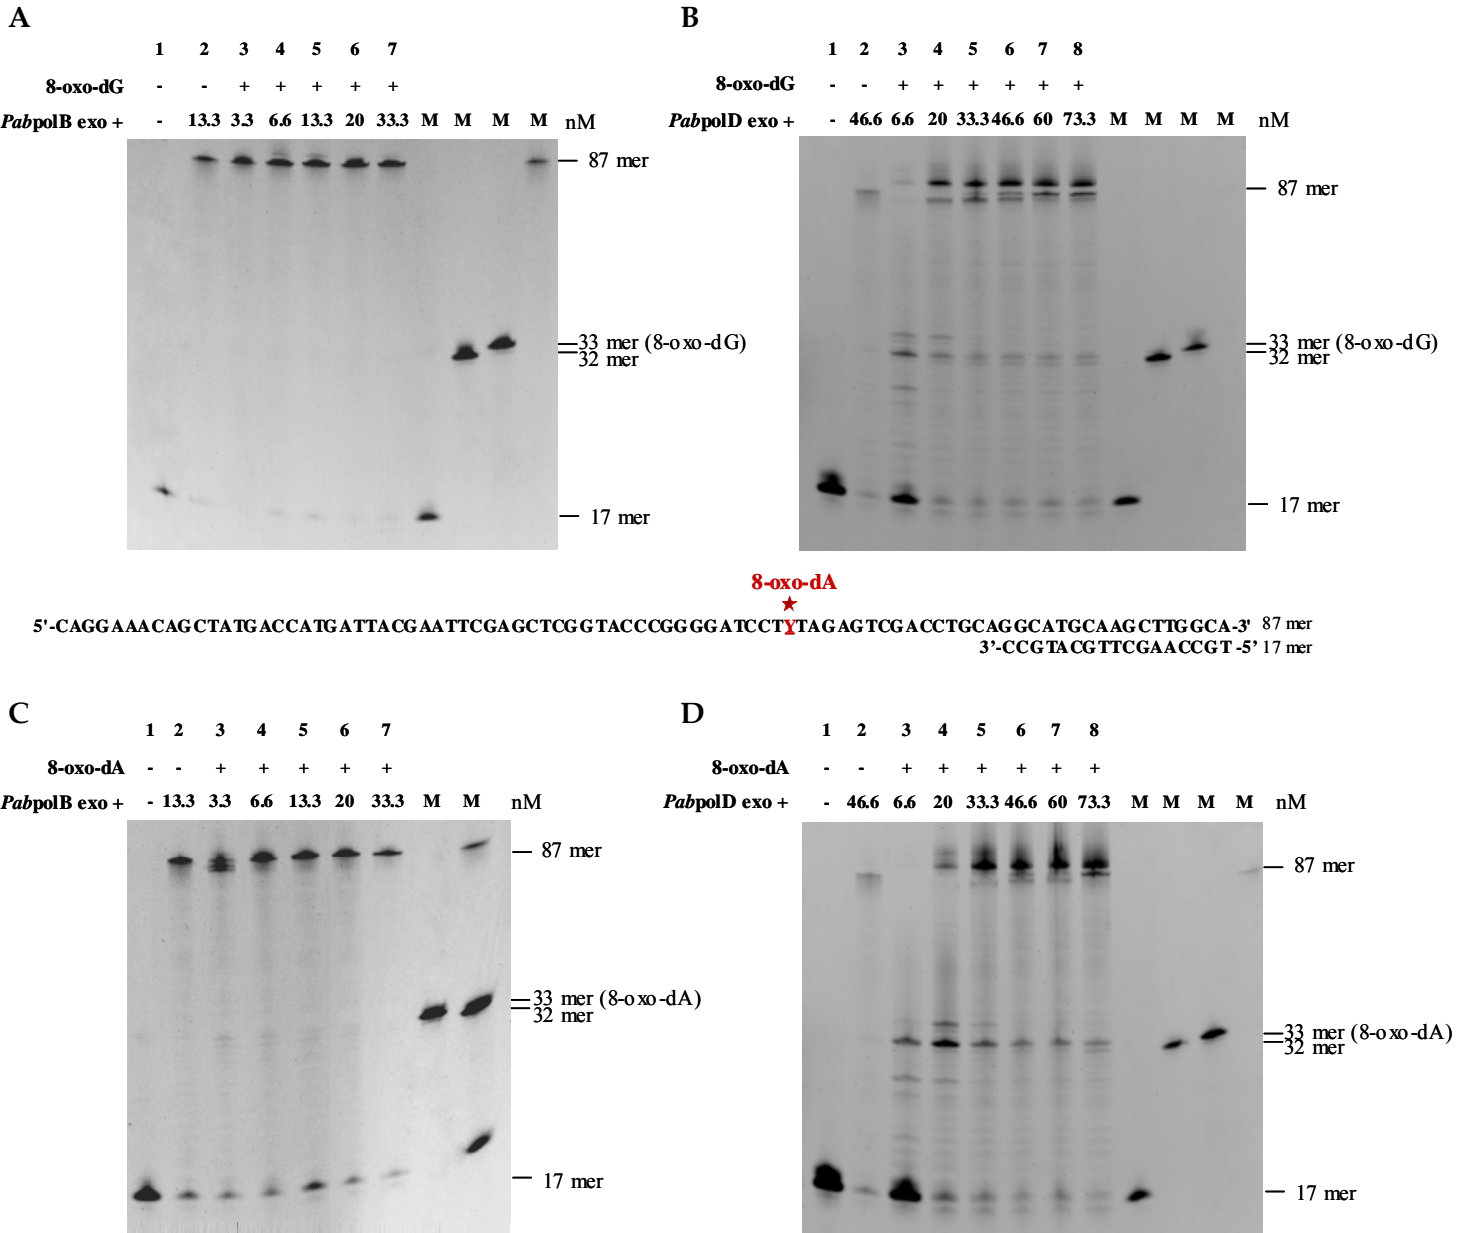 A
1 2 3 4 5 6 7
8-oxo-dG - - + + + + +
PabpolB exo + - 13.3 3.3 6.6 13.3 20 33.3 M M M M nM
87 mer
33 mer (8-oxo-dG)
32 mer
17 mer
B
1 2 3 4 5 6 7 8
8-oxo-dG - - + + + + + +
PabpolD exo + - 46.6 6.6 20 33.3 46.6 60 73.3 M M M M nM
87 mer
33 mer (8-oxo-dG)
32 mer
17 mer
8-oxo-dA
★
5'-CAGGAAACAGCTATGACCATGATTACGAATTCGAGCTCGGTACCCGGGGATCCTYTAGAGTCGACCTGCAGGCATGCAAGCTTGGCA-3' 87 mer
3’-CCGTACGTTCGAACCGT -5’ 17 mer
C
1 2 3 4 5 6 7
8-oxo-dA - - + + + + +
PabpolB exo + - 13.3 3.3 6.6 13.3 20 33.3 M M nM
87 mer
33 mer (8-oxo-dA)
32 mer
17 mer
D
1 2 3 4 5 6 7 8
8-oxo-dA - - + + + + + +
PabpolD exo + - 46.6 6.6 20 33.3 46.6 60 73.3 M M M M nM
87 mer
33 mer (8-oxo-dA)
32 mer
17 mer